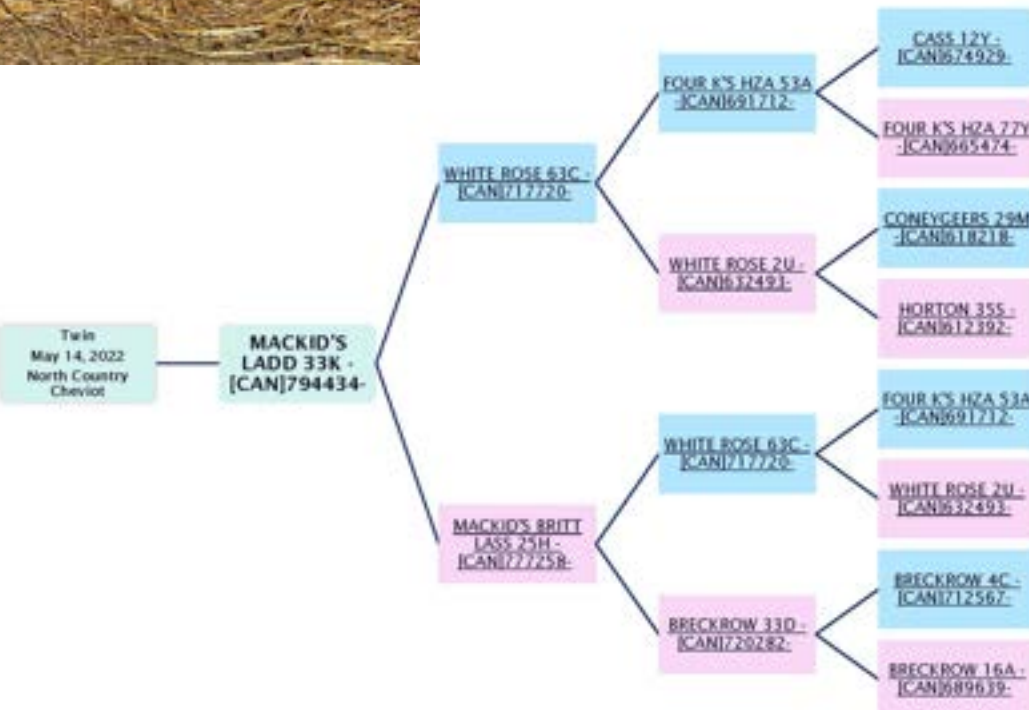 Twin
May 14, 2022
North Country
Cheviot
MACKID'S
LADD 33K -
[CAN]794434-
WHITE ROSE 63C -
[CAN]717720-
MACKID'S BRITT
LASS 25H -
[CAN]777258-
FOUR K'S HZA 53A
-[CAN]691712-
WHITE ROSE 2U -
[CAN]632493-
WHITE ROSE 63C -
[CAN]717720-
BRECKROW 33D -
[CAN]720282-
CASS 12Y -
[CAN]674929-
FOUR K'S HZA 77Y
-[CAN]665474-
CONEYGEERS 29M
-[CAN]618218-
HORTON 35S -
[CAN]612392-
FOUR K'S HZA 53A
-[CAN]691712-
WHITE ROSE 2U -
[CAN]632493-
BRECKROW 4C -
[CAN]712567-
BRECKROW 16A -
[CAN]689639-